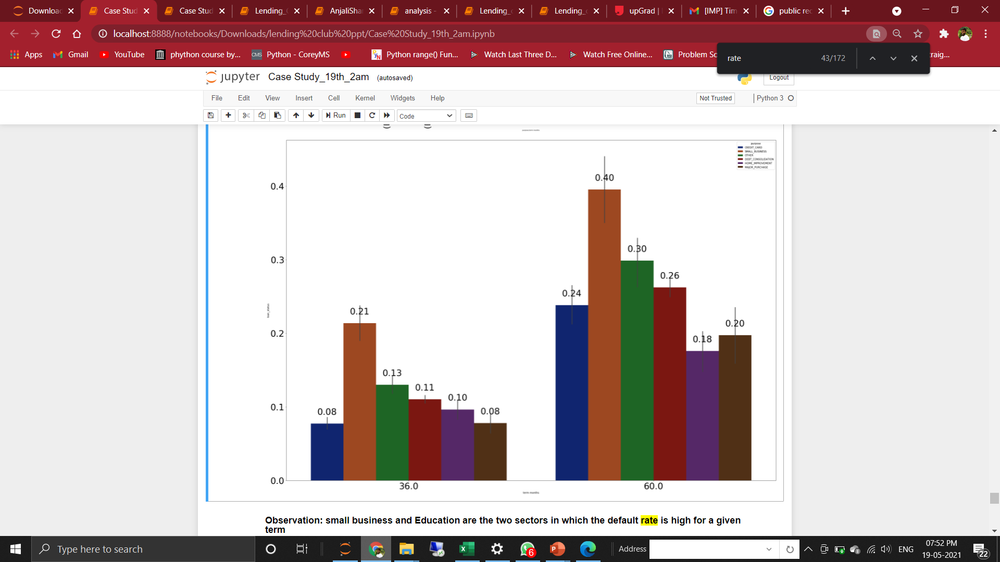 Downloac
Case Stud
Case Stud
Lending_
AnjaliShar
analysis -
Lending_
Lending_
upGrad |
[IMP] Tim
public rec
localhost:8888/notebooks/Downloads/lending%20club%20ppt/Case%20Study_19th_2am.ipynb
Apps
Gmail
YouTube
phython course by...
CMS Python - CoreyMS
Python range() Fun...
Watch Last Three D...
Watch Free Online...
Problem Sc
raig...
rate
43/172
jupyter Case Study_19th_2am (autosaved)
Logout
File Edit View Insert Cell Kernel Widgets Help
Not Trusted
Python 3
Run
Code
purpose
CREDIT_CARD
SMALL_BUSINESS
OTHER
DEBT_CONSOLIDATION
HOME_IMPROVEMENT
MAJOR_PURCHASE
0.40
0.4
0.30
0.3
0.26
0.24
0.21
0.20
0.2
0.18
0.13
0.11
0.10
0.08
0.08
0.1
0.0
loan_status
36.0
60.0
term months
Observation: small business and Education are the two sectors in which the default rate is high for a given
term
Type here to search
6
Address
ENG
07:52 PM
19-05-2021
22